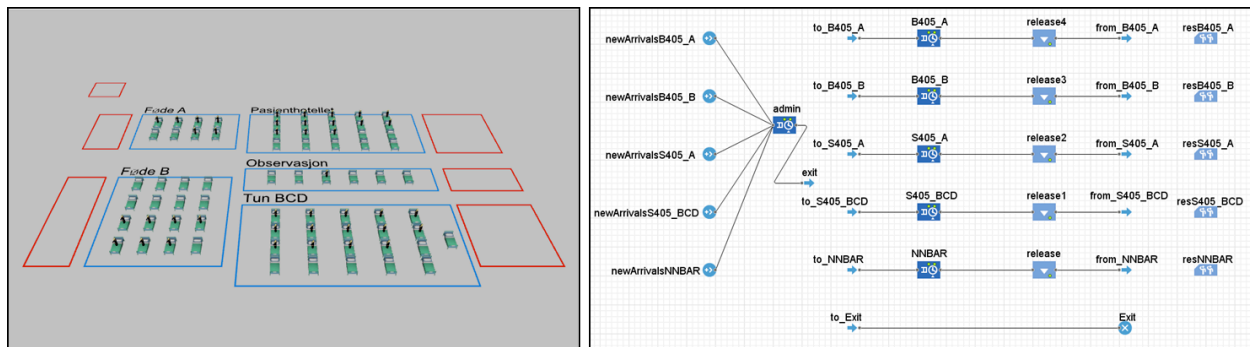 Føde A
Pasienthotellet
Observasjon
Føde B
Tun BCD
newArrivalsB405_A
to_B405_A
B405_A
release4
from_B405_A
resB405_A
newArrivalsB405_B
to_B405_B
B405_B
release3
from_B405_B
resB405_B
admin
newArrivalsS405_A
to_S405_A
S405_A
release2
from_S405_A
resS405_A
exit
newArrivalsS405_BCD
to_S405_BCD
S405_BCD
release1
from_S405_BCD
resS405_BCD
newArrivalsNNBAR
to_NNBAR
NNBAR
release
from_NNBAR
resNNBAR
to_Exit
Exit